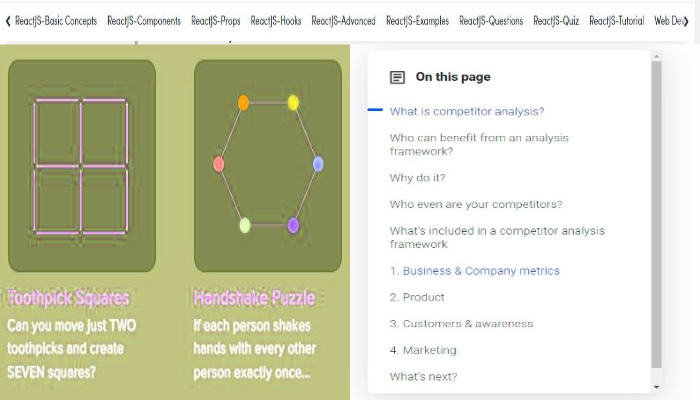 ReactJS-Basic Concepts ReactJS-Components ReactJS-Props ReactJS-Hooks ReactJS-Advanced ReactJS-Examples ReactJS-Questions ReactJS-Quiz ReactJS-Tutorial Web Dev
Toothpick Squares
Can you move just TWO
toothpicks and create
SEVEN squares?
Handshake Puzzle
If each person shakes
hands with every other
person exactly once...
On this page
What is competitor analysis?
Who can benefit from an analysis
framework?
Why do it?
Who even are your competitors?
What's included in a competitor analysis
framework
1. Business & Company metrics
2. Product
3. Customers & awareness
4. Marketing
What's next?